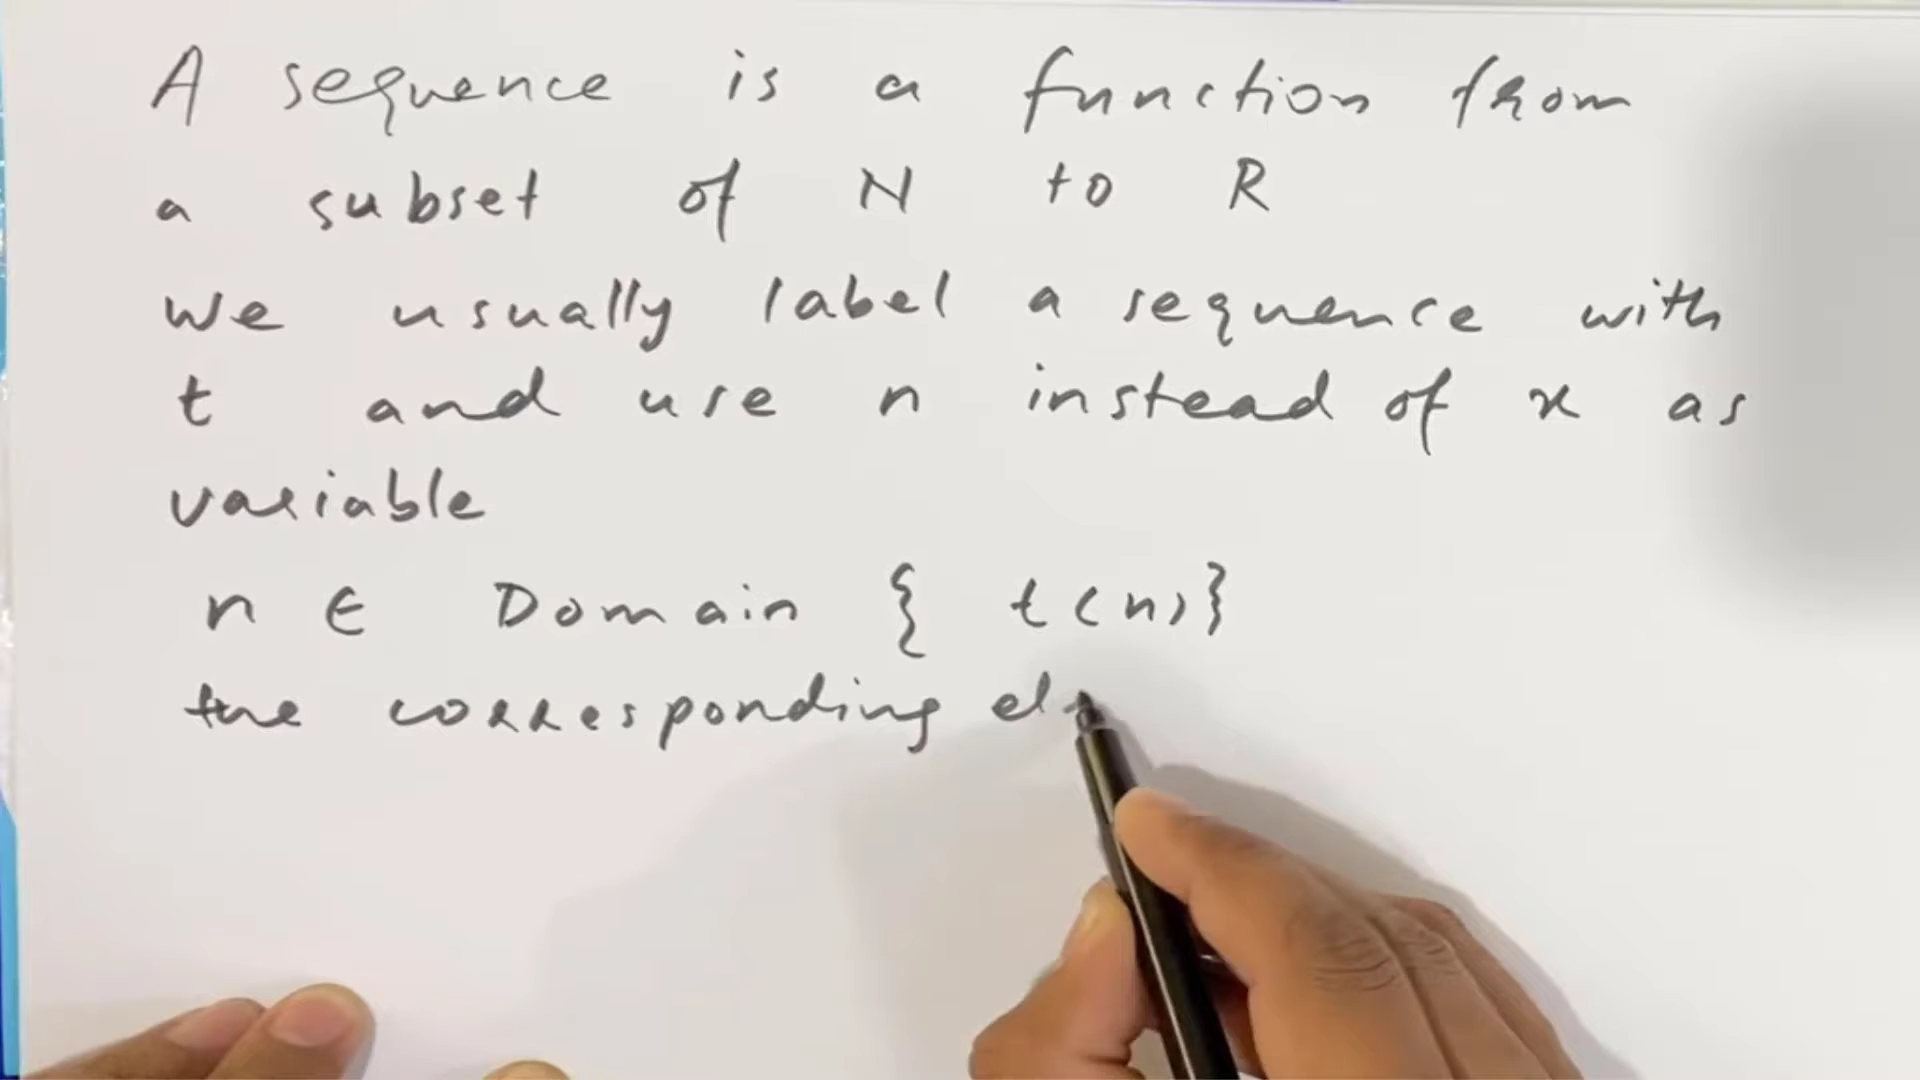 A sequence is a function from
a subset of N to R
We usually label a sequence with
t and use n instead of x as
variable
n ∈ Domain { t(n)}
the corresponding el